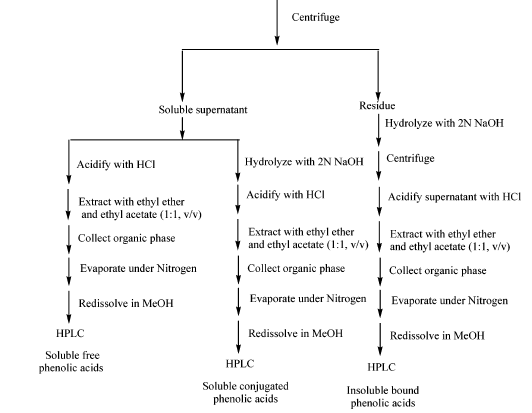 Centrifuge
Soluble supernatant
Residue
Hydrolyze with 2N NaOH
Acidify with HCl
Hydrolyze with 2N NaOH
Centrifuge
Extract with ethyl ether
and ethyl acetate (1:1, v/v)
Acidify with HCl
Acidify supernatant with HCl
Collect organic phase
Extract with ethyl ether
and ethyl acetate (1:1, v/v)
Extract with ethyl ether
and ethyl acetate (1:1, v/v)
Evaporate under Nitrogen
Collect organic phase
Collect organic phase
Redissolve in MeOH
Evaporate under Nitrogen
Evaporate under Nitrogen
HPLC
Soluble free
phenolic acids
Redissolve in MeOH
Redissolve in MeOH
HPLC
Soluble conjugated
phenolic acids
HPLC
Insoluble bound
phenolic acids